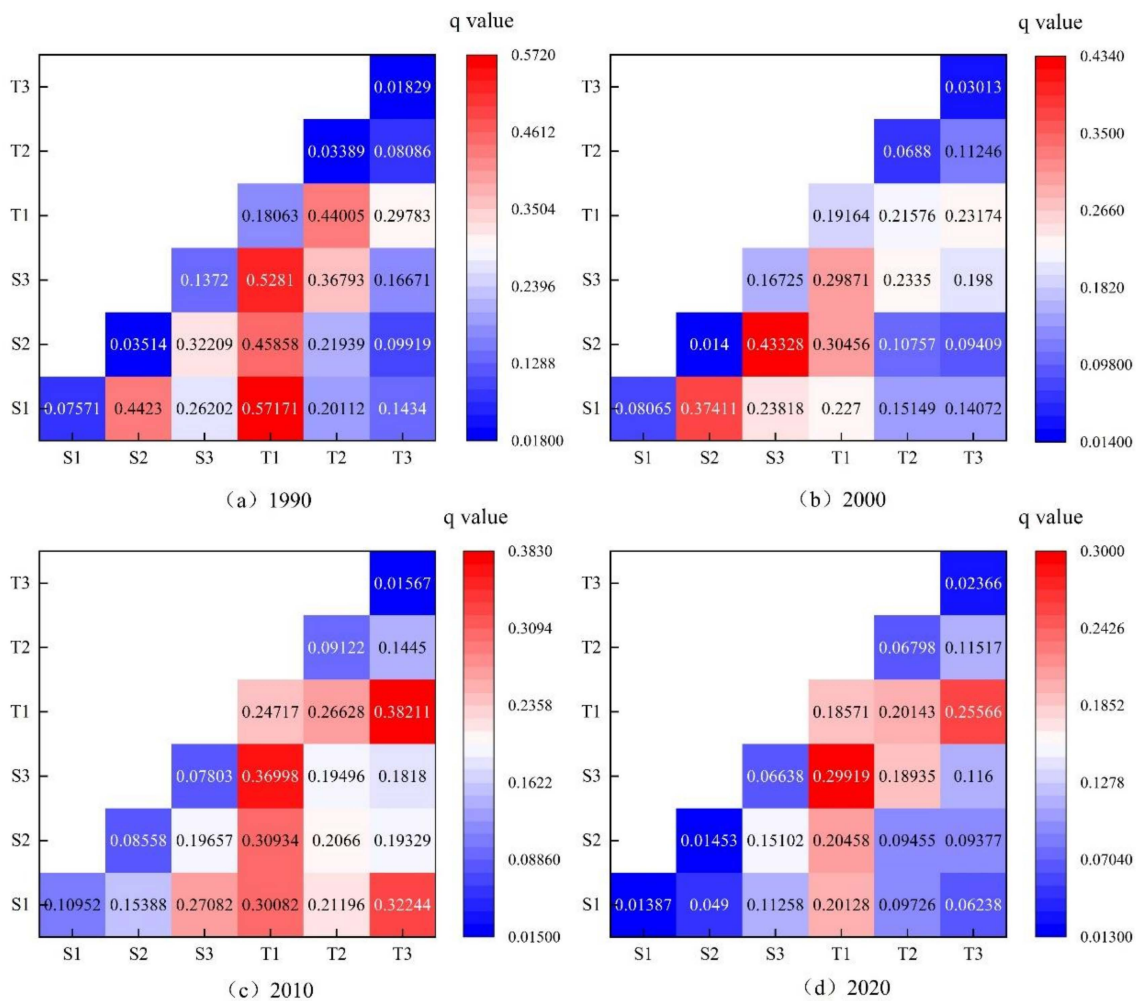 q value
0.5720
T3 0.01829
0.4612
T2 0.03389 0.08086
T1 0.18063 0.44005 0.29783
0.3504
S3 0.1372 0.5281 0.36793 0.16671
0.2396
S2 0.03514 0.32209 0.45858 0.21939 0.09919
0.1288
S1 0.07571 0.4423 0.26202 0.57171 0.20112 0.1434
0.01800
S1 S2 S3 T1 T2 T3
（a）1990
q value
0.4340
T3 0.03013
0.3500
T2 0.0688 0.11246
T1 0.19164 0.21576 0.23174
0.2660
S3 0.16725 0.29871 0.2335 0.198
0.1820
S2 0.014 0.43328 0.30456 0.10757 0.09409
0.09800
S1 0.08065 0.37411 0.23818 0.227 0.15149 0.14072
0.01400
S1 S2 S3 T1 T2 T3
（b）2000
q value
0.3830
T3 0.01567
0.3094
T2 0.09122 0.1445
T1 0.24717 0.26628 0.38211
0.2358
S3 0.07803 0.36998 0.19496 0.1818
0.1622
S2 0.08558 0.19657 0.30934 0.2066 0.19329
0.08860
S1 0.10952 0.15388 0.27082 0.30082 0.21196 0.32244
0.01500
S1 S2 S3 T1 T2 T3
（c）2010
q value
0.3000
T3 0.02366
0.2426
T2 0.06798 0.11517
T1 0.18571 0.20143 0.25566
0.1852
S3 0.06638 0.29919 0.18935 0.116
0.1278
S2 0.01453 0.15102 0.20458 0.09455 0.09377
0.07040
S1 0.01387 0.049 0.11258 0.20128 0.09726 0.06238
0.01300
S1 S2 S3 T1 T2 T3
（d）2020